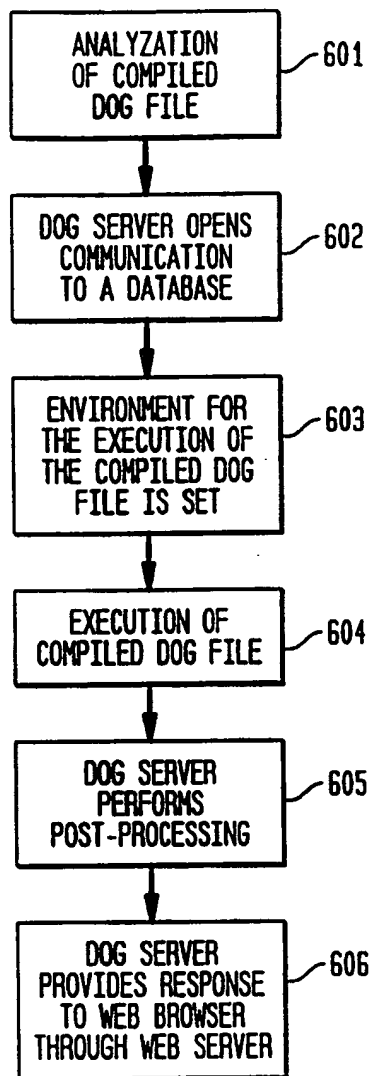 ANALYZATION
OF COMPILED
DOG FILE
601
DOG SERVER OPENS
COMMUNICATION
TO A DATABASE
602
ENVIRONMENT FOR
THE EXECUTION OF
THE COMPILED DOG
FILE IS SET
603
EXECUTION OF
COMPILED DOG FILE
604
DOG SERVER
PERFORMS
POST-PROCESSING
605
DOG SERVER
PROVIDES RESPONSE
TO WEB BROWSER
THROUGH WEB SERVER
606